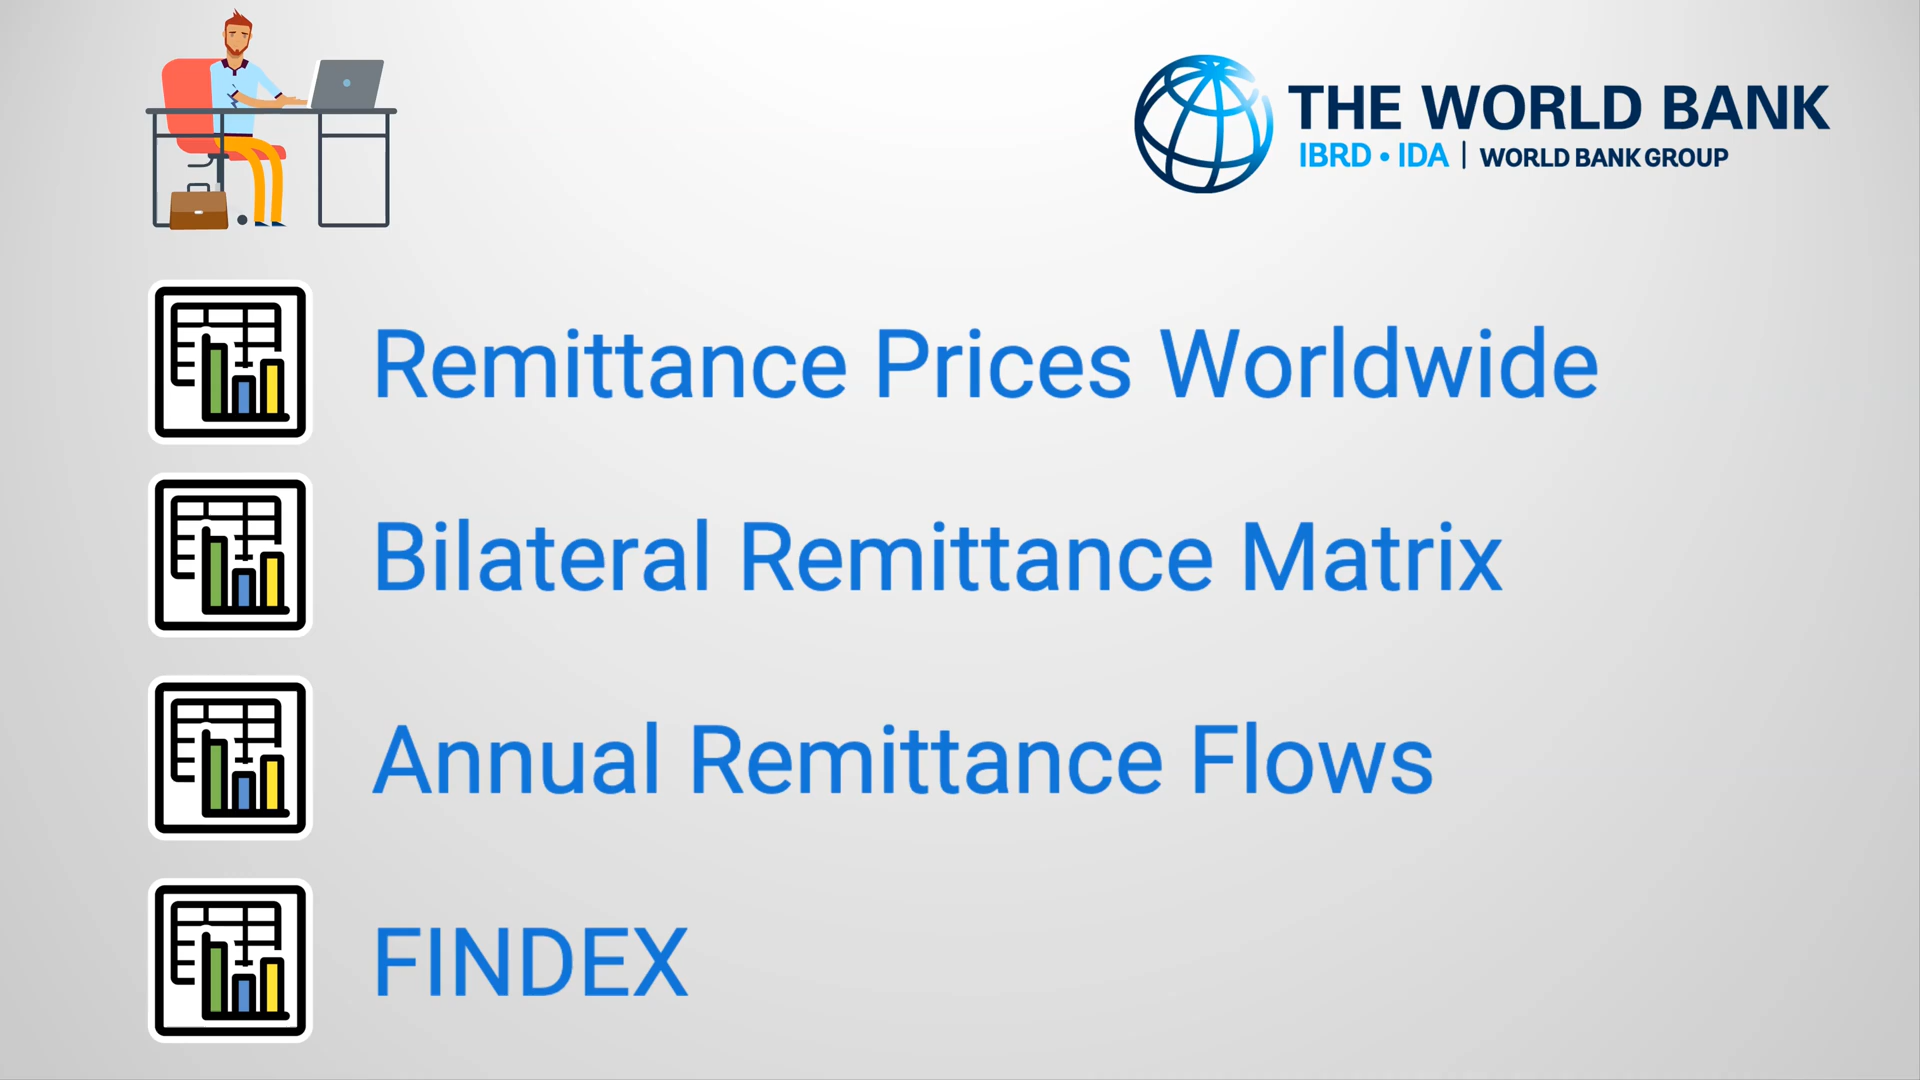 THE WORLD BANK
IBRD • IDA | WORLD BANK GROUP
Remittance Prices Worldwide
Bilateral Remittance Matrix
Annual Remittance Flows
FINDEX